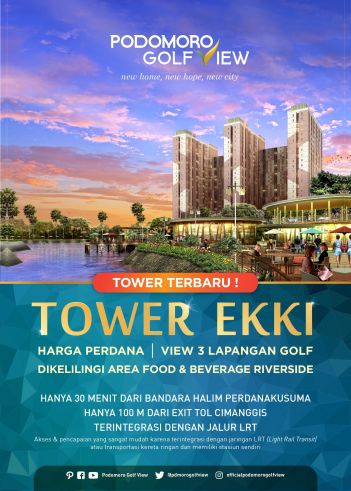 PODOMORO
GOLF VIEW
new home, new hope, new city
TOWER TERBARU !
TOWER EKKI
HARGA PERDANA | VIEW 3 LAPANGAN GOLF
DIKELILINGI AREA FOOD & BEVERAGE RIVERSIDE
HANYA 30 MENIT DARI BANDARA HALIM PERDANAKUSUMA
HANYA 100 M DARI EXIT TOL CIMANGGIS
TERINTEGRASI DENGAN JALUR LRT
Akses & pencapaian yang sangat mudah karena terintegrasi dengan jaringan LRT (Light Rail Transit)
atau transportasi kereta ringan dan memiliki stasiun sendiri
Podomoro Golf View @pdmorogolfview officialpodomorogolfview